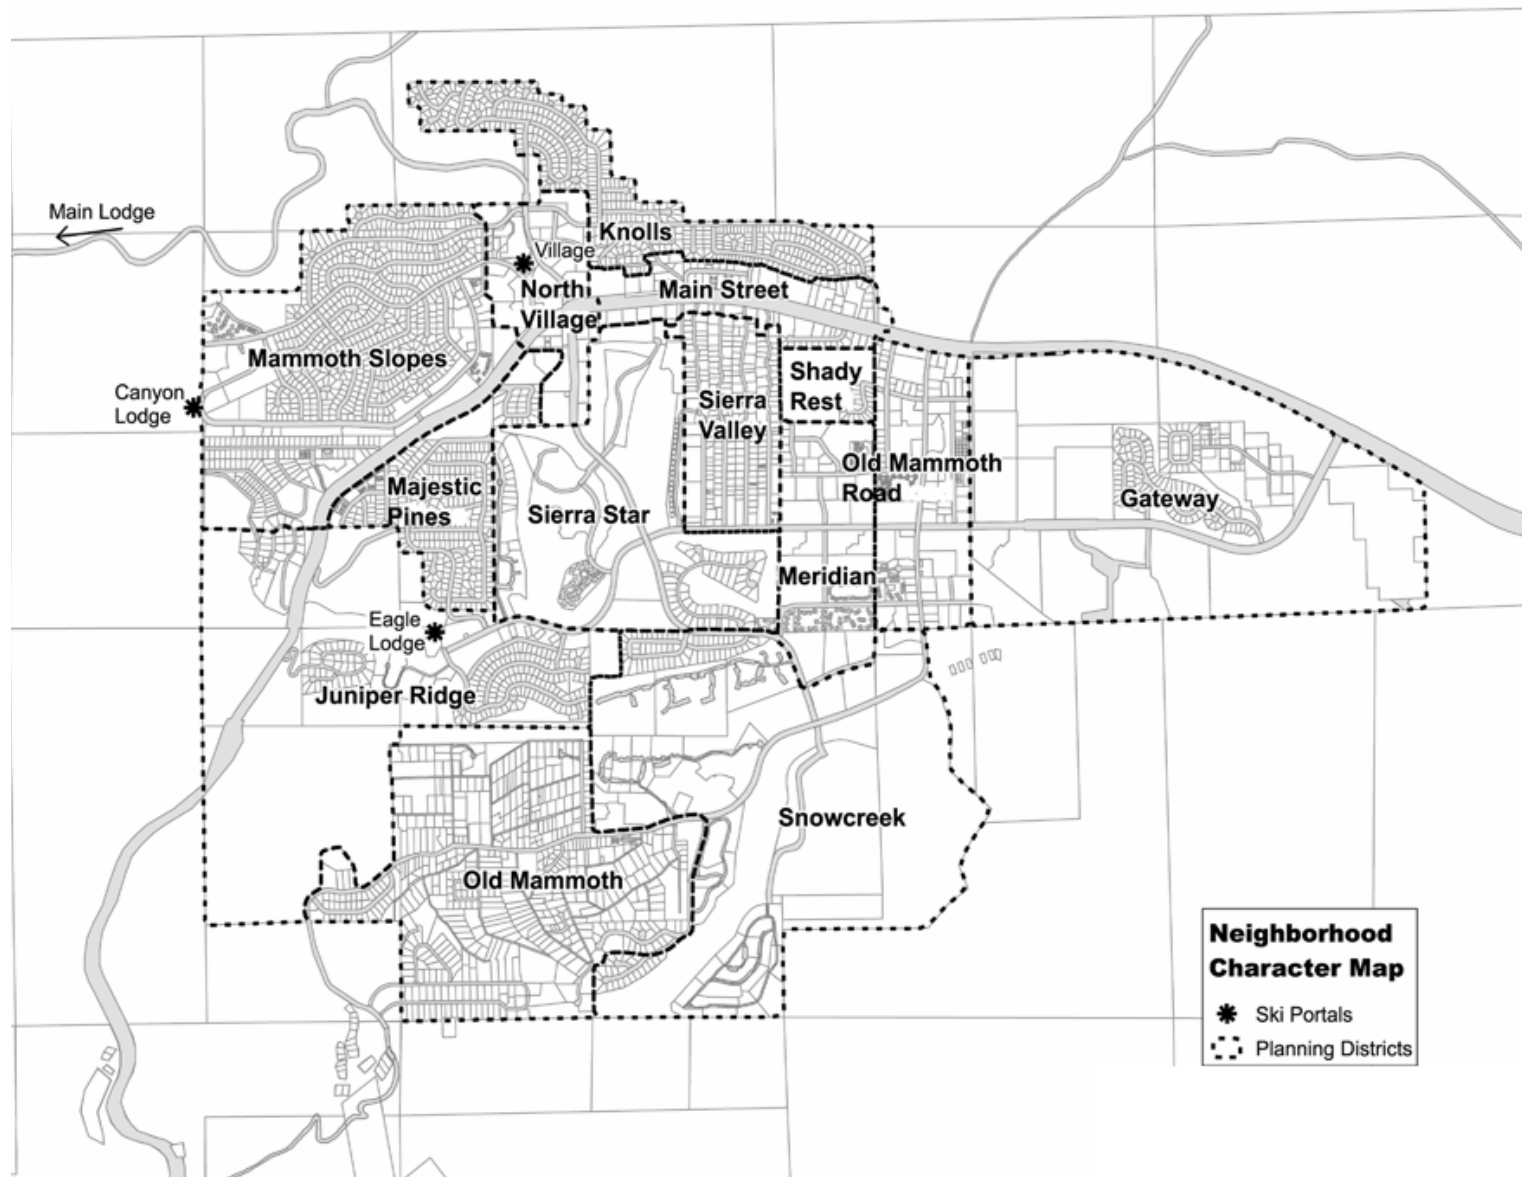 Main Lodge
Knolls
Village
North
Village
Main Street
Mammoth Slopes
Canyon
Lodge
Shady
Rest
Sierra
Valley
Old Mammoth
Road
Majestic
Pines
Sierra Star
Gateway
Meridian
Eagle
Lodge
Juniper Ridge
Snowcreek
Old Mammoth
Neighborhood
Character Map
Ski Portals
Planning Districts